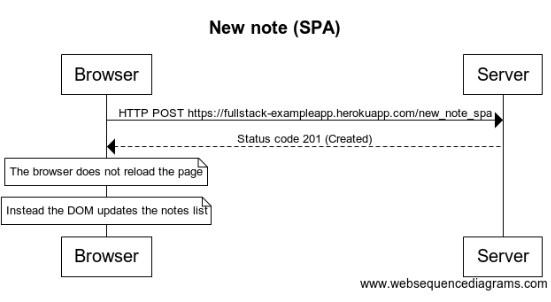 New note (SPA)
Browser
Server
HTTP POST https://fullstack-exampleapp.herokuapp.com/new_note_spa
Status code 201 (Created)
The browser does not reload the page
Instead the DOM updates the notes list
Browser
Server
www.websequencediagrams.com